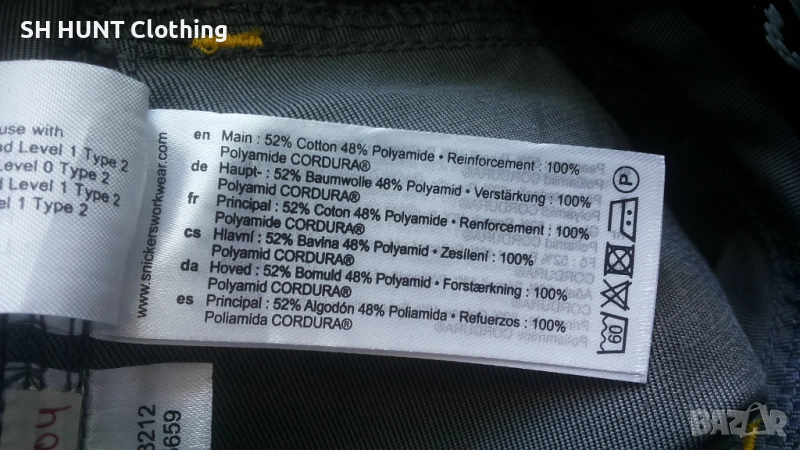 SH HUNT Clothing
use with
Level 1 Type 2
Level 0 Type 2
Level 1 Type 2
1 Type 2
www.snickersworkwear.com
en Main : 52% Cotton 48% Polyamide • Reinforcement : 100%
Polyamide CORDURA®
de Haupt- : 52% Baumwolle 48% Polyamid • Verstärkung : 100%
Polyamid CORDURA®
fr Principal : 52% Coton 48% Polyamide • Renforcement : 100%
Polyamide CORDURA®
cs Hlavní : 52% Bavlna 48% Polyamid • Zesílení : 100%
Polyamid CORDURA®
da Hoved : 52% Bomuld 48% Polyamid • Forstærkning : 100%
Polyamid CORDURA®
es Principal : 52% Algodón 48% Poliamida • Refuerzos : 100%
Poliamida CORDURA®
P
60
3212
5659
BAZAR